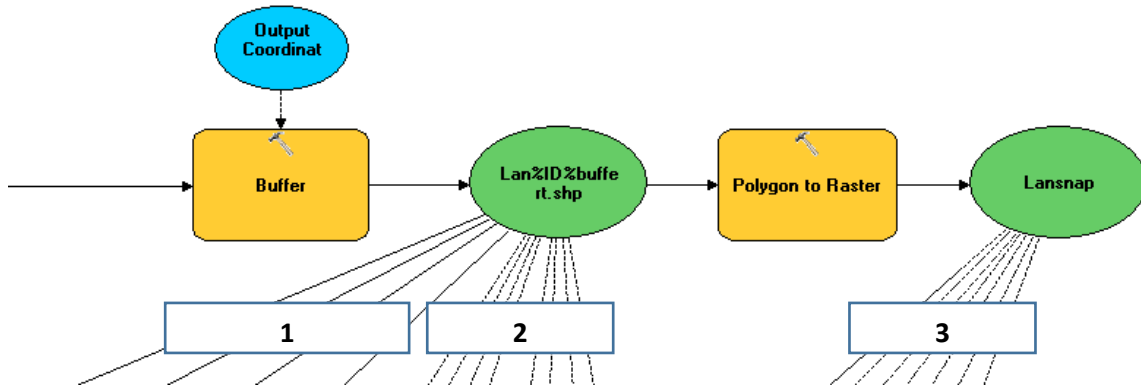 Output
Coordinat
Buffer
Lan%ID%buffe
rt.shp
Polygon to Raster
Lansnap
1
2
3